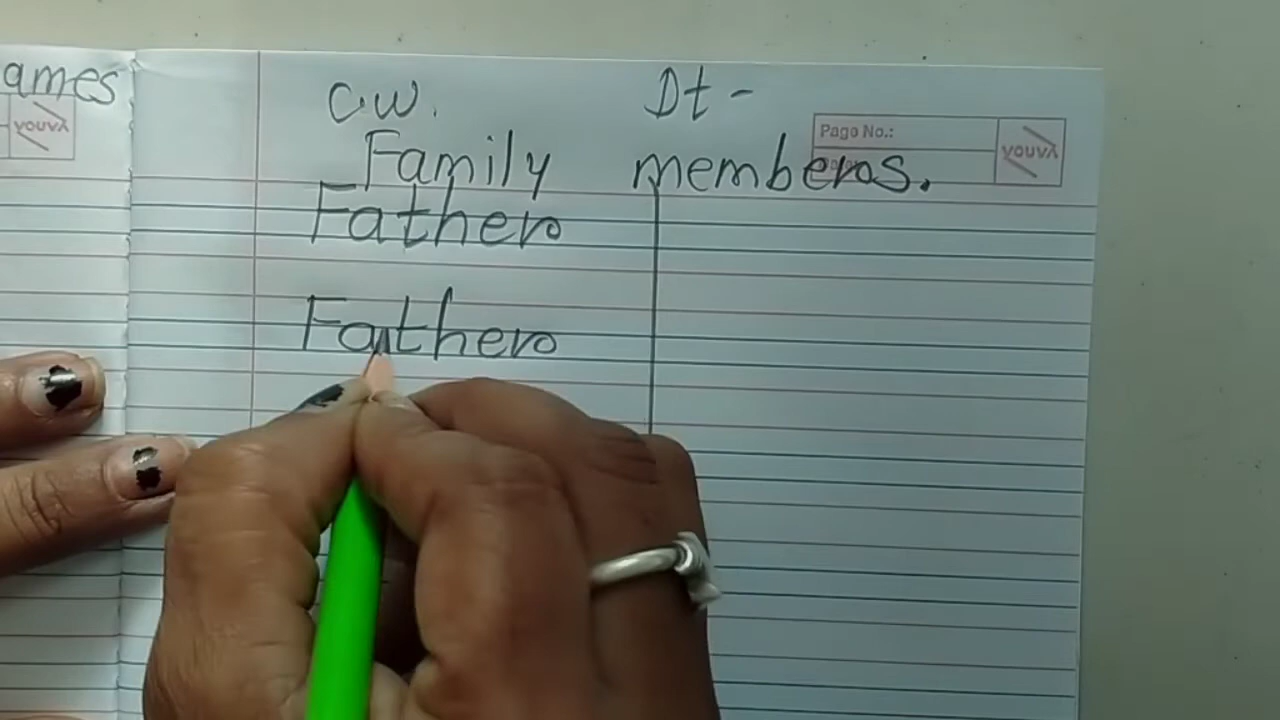 ames
youva
C.W. Dt -
Page No.:
youva
Family members.
Father
Father